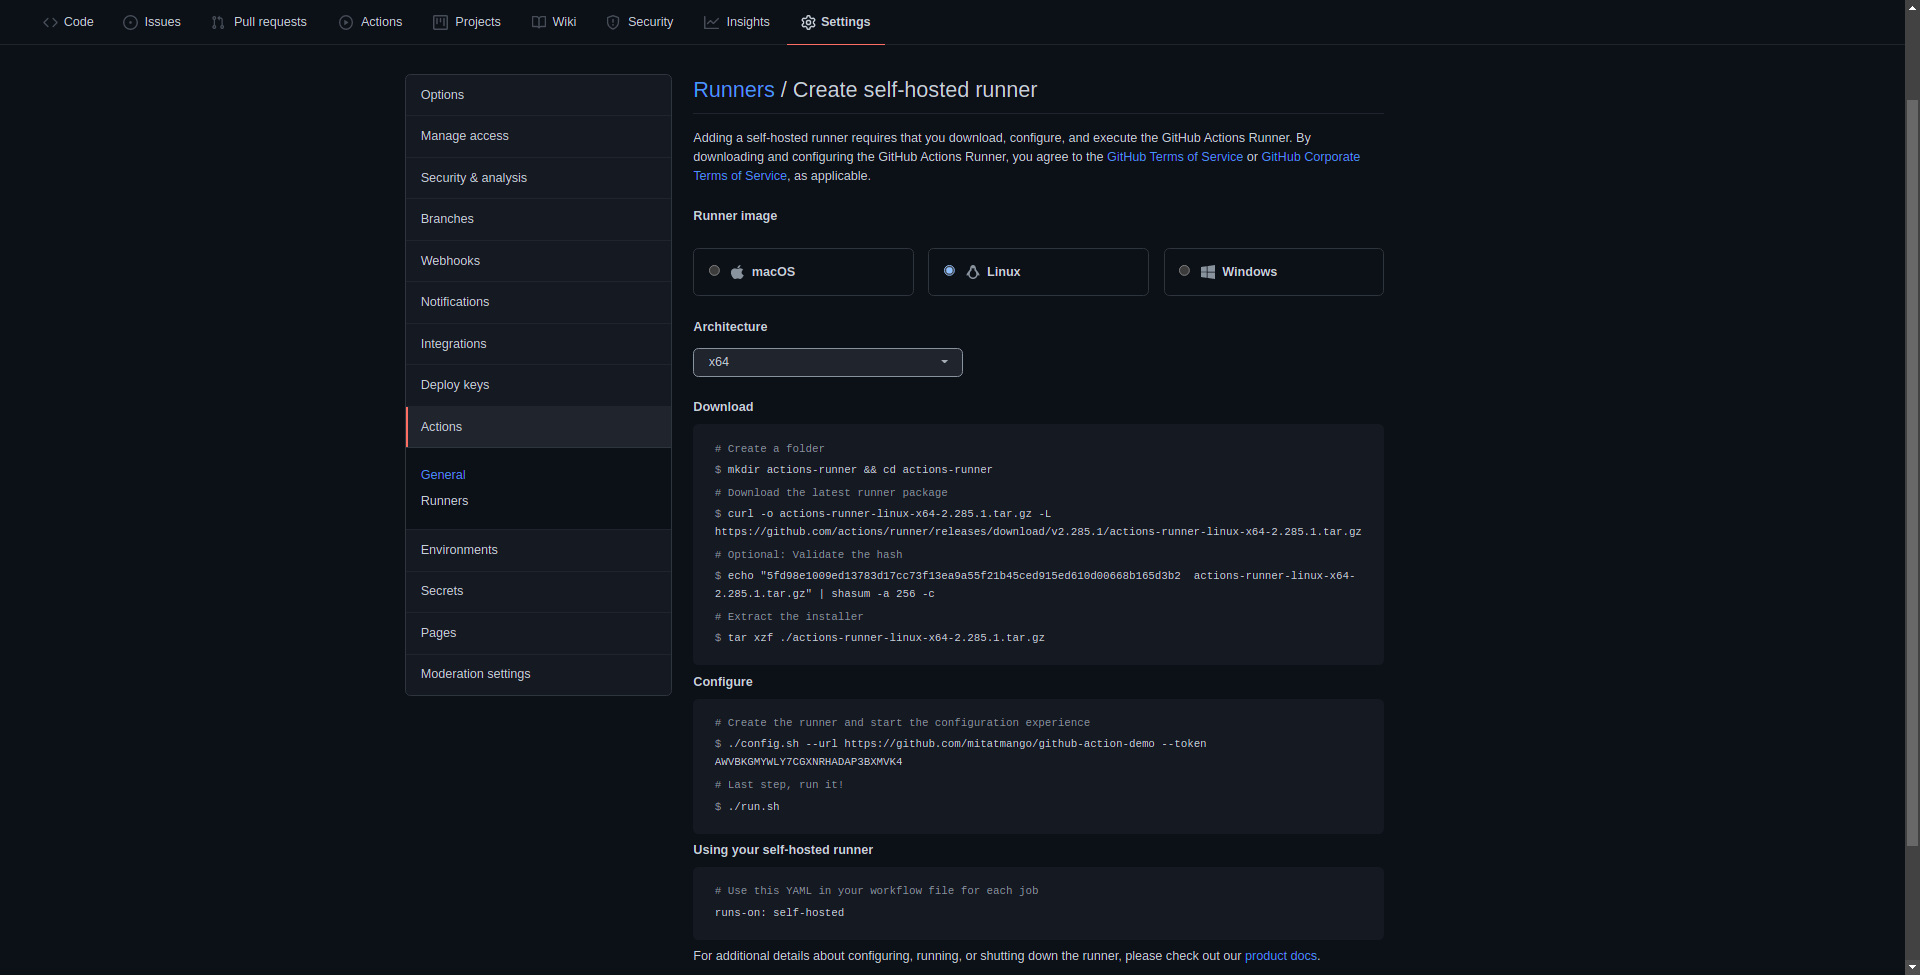 Code Issues Pull requests Actions Projects Wiki Security Insights Settings
Options
Manage access
Security & analysis
Branches
Webhooks
Notifications
Integrations
Deploy keys
Actions
General
Runners
Environments
Secrets
Pages
Moderation settings
Runners / Create self-hosted runner
Adding a self-hosted runner requires that you download, configure, and execute the GitHub Actions Runner. By
downloading and configuring the GitHub Actions Runner, you agree to the GitHub Terms of Service or GitHub Corporate
Terms of Service, as applicable.
Runner image
macOS Linux Windows
Architecture
x64
Download
# Create a folder
$ mkdir actions-runner && cd actions-runner
# Download the latest runner package
$ curl -o actions-runner-linux-x64-2.285.1.tar.gz -L
https://github.com/actions/runner/releases/download/v2.285.1/actions-runner-linux-x64-2.285.1.tar.gz
# Optional: Validate the hash
$ echo "5fd98e1009ed13783d17cc73f13ea9a55f21b45ced915ed610d00668b165d3b2  actions-runner-linux-x64-
2.285.1.tar.gz" | shasum -a 256 -c
# Extract the installer
$ tar xzf ./actions-runner-linux-x64-2.285.1.tar.gz
Configure
# Create the runner and start the configuration experience
$ ./config.sh --url https://github.com/mitatmango/github-action-demo --token
AWVBKGMYWLY7CGXNRHADAP3BXMVK4
# Last step, run it!
$ ./run.sh
Using your self-hosted runner
# Use this YAML in your workflow file for each job
runs-on: self-hosted
For additional details about configuring, running, or shutting down the runner, please check out our product docs.